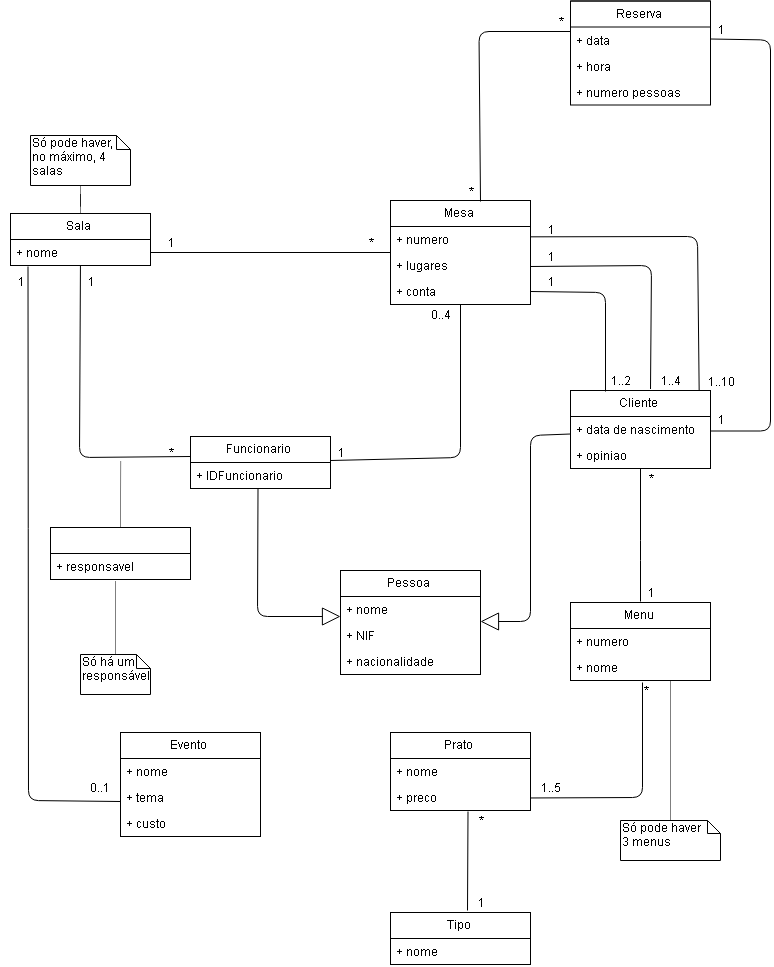 Reserva
+ data
+ hora
+ numero pessoas
*
1
Só pode haver,
no máximo, 4
salas
Sala
+ nome
1
*
*
Mesa
+ numero
+ lugares
+ conta
1
1
1
1
1
0..4
1..2
1..4
1..10
Cliente
+ data de nascimento
+ opiniao
1
*
Funcionario
+ IDFuncionario
*
1
+ responsavel
Só há um
responsável
Pessoa
+ nome
+ NIF
+ nacionalidade
1
Menu
+ numero
+ nome
*
Evento
+ nome
+ tema
+ custo
0..1
Prato
+ nome
+ preco
1..5
*
Só pode haver
3 menus
1
Tipo
+ nome